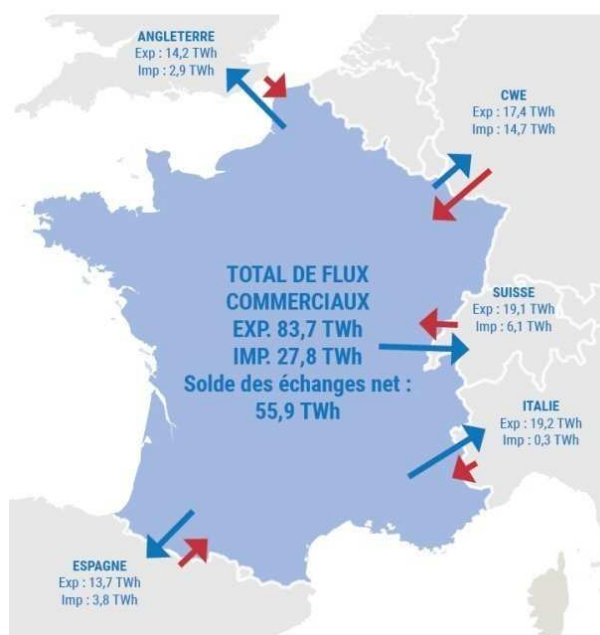 ANGLETERRE
Exp : 14,2 TWh
Imp : 2,9 TWh
CWE
Exp : 17,4 TWh
Imp : 14,7 TWh
TOTAL DE FLUX
COMMERCIAUX
EXP. 83,7 TWh
IMP. 27,8 TWh
Solde des échanges net :
55,9 TWh
SUISSE
Exp : 19,1 TWh
Imp : 6,1 TWh
ITALIE
Exp : 19,2 TWh
Imp : 0,3 TWh
ESPAGNE
Exp : 13,7 TWh
Imp : 3,8 TWh